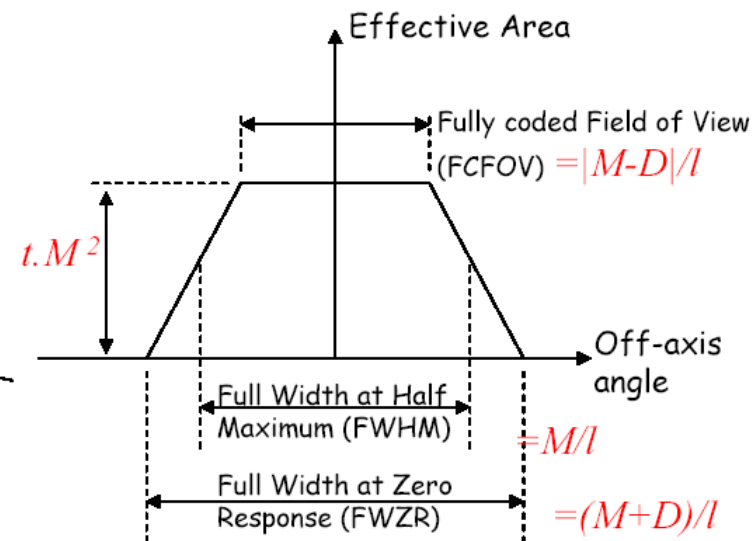 Effective Area
Fully coded Field of View
(FCFOV) =|M-D|/l
t.M²
Off-axis
angle
Full Width at Half
Maximum (FWHM)
=M/l
Full Width at Zero
Response (FWZR)
=(M+D)/l